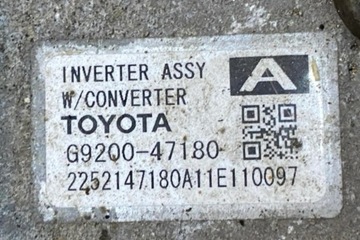 INVERTER ASSY A
W/CONVERTER
TOYOTA
G9200-47180
2252147180A11E110097